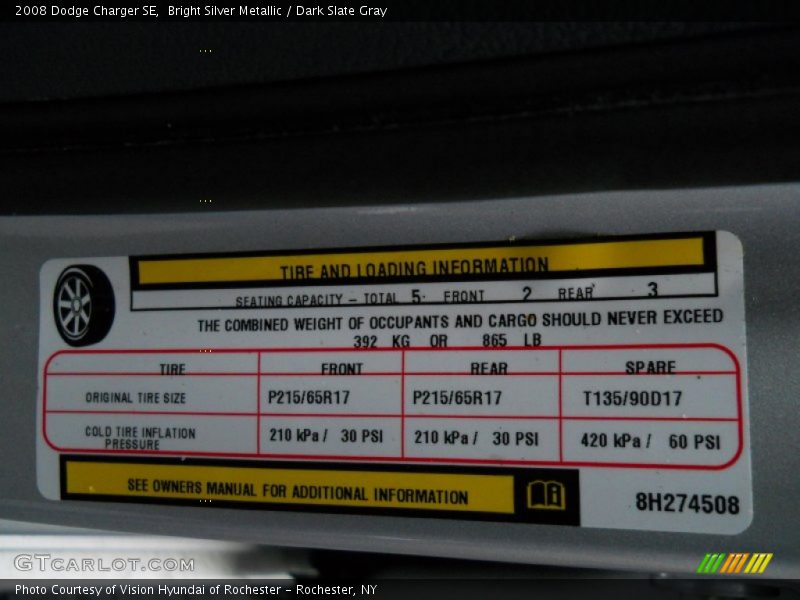 2008 Dodge Charger SE,  Bright Silver Metallic / Dark Slate Gray
TIRE AND LOADING INFORMATION
SEATING CAPACITY – TOTAL 5 FRONT 2 REAR 3
THE COMBINED WEIGHT OF OCCUPANTS AND CARGO SHOULD NEVER EXCEED
392 KG OR 865 LB
TIRE FRONT REAR SPARE
ORIGINAL TIRE SIZE P215/65R17 P215/65R17 T135/90D17
COLD TIRE INFLATION PRESSURE 210 kPa / 30 PSI 210 kPa / 30 PSI 420 kPa / 60 PSI
SEE OWNERS MANUAL FOR ADDITIONAL INFORMATION
8H274508
GTCARLOT.COM
Photo Courtesy of Vision Hyundai of Rochester – Rochester, NY